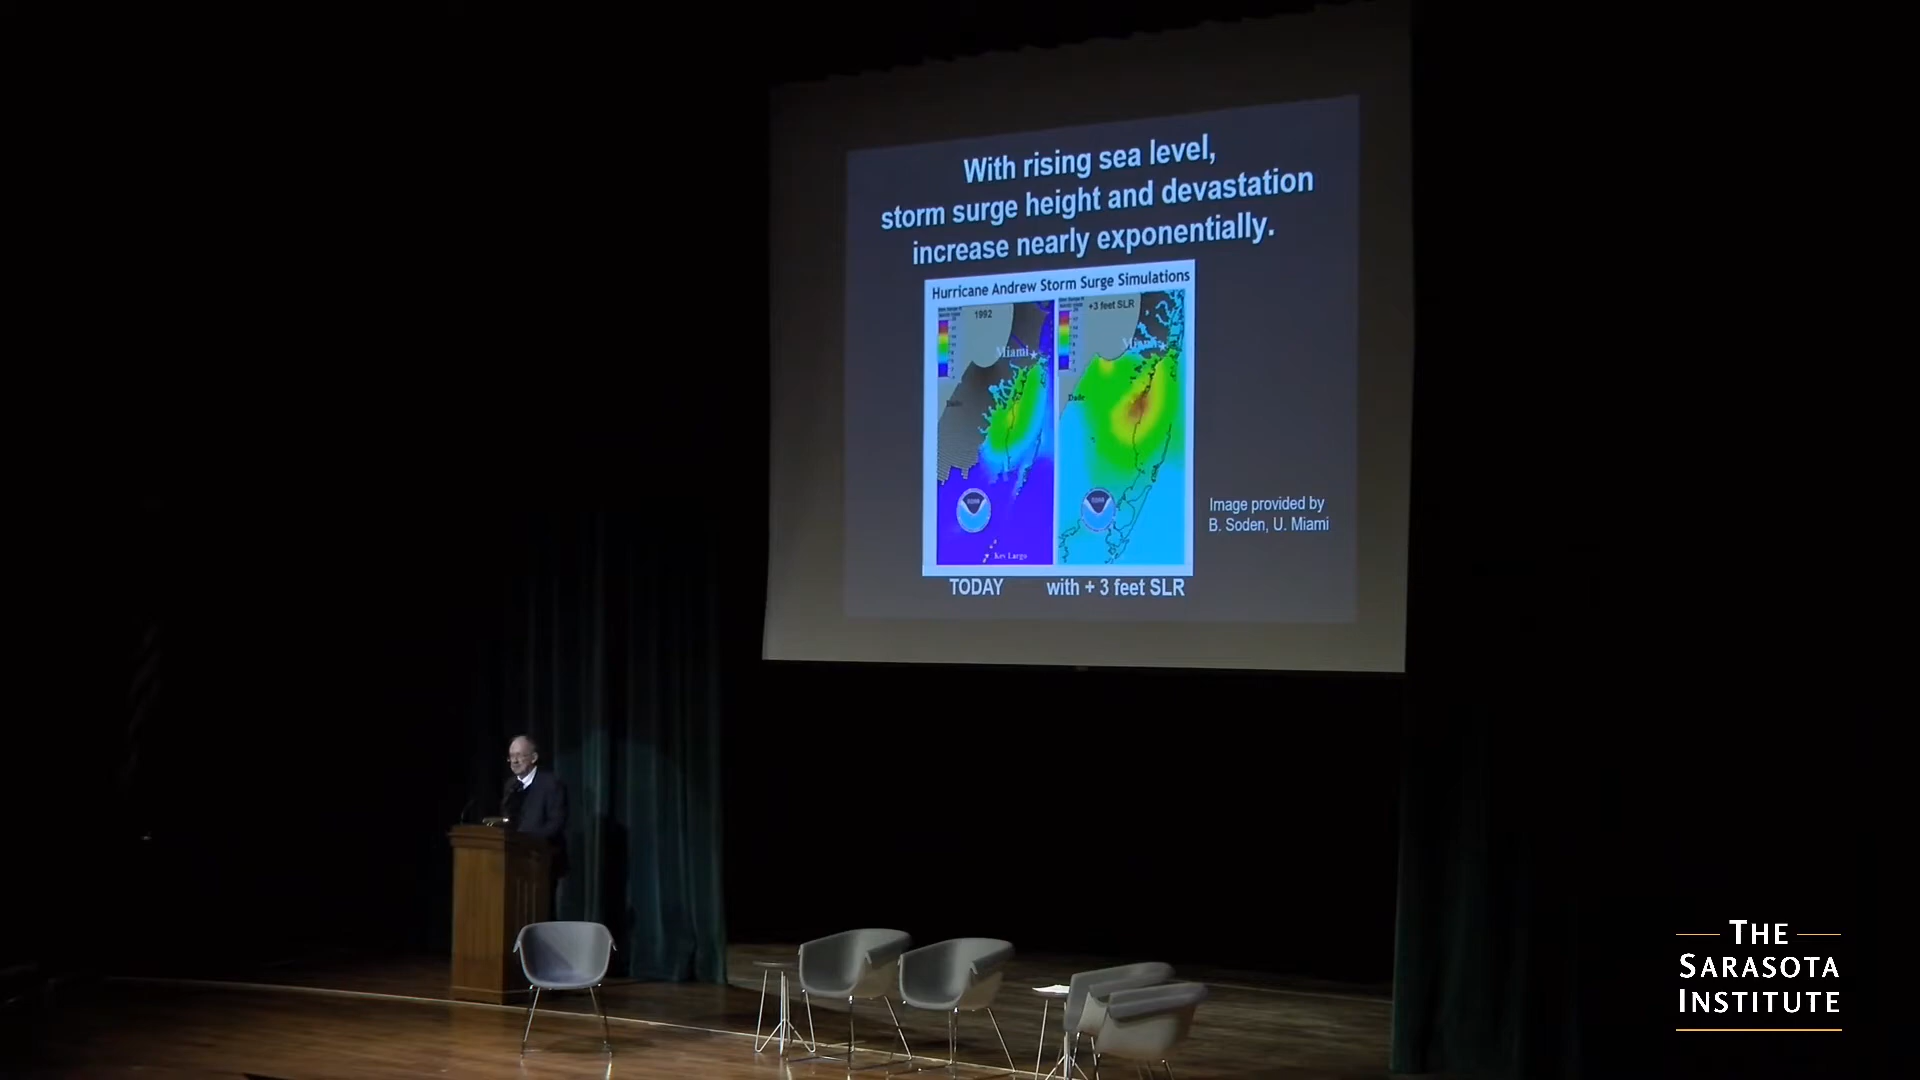 With rising sea level,
storm surge height and devastation
increase nearly exponentially.
Hurricane Andrew Storm Surge Simulations
1992
+3 feet SLR
Miami
Miami
Dade
Dade
Key Largo
Image provided by
B. Soden, U. Miami
TODAY
with + 3 feet SLR
THE
SARASOTA
INSTITUTE